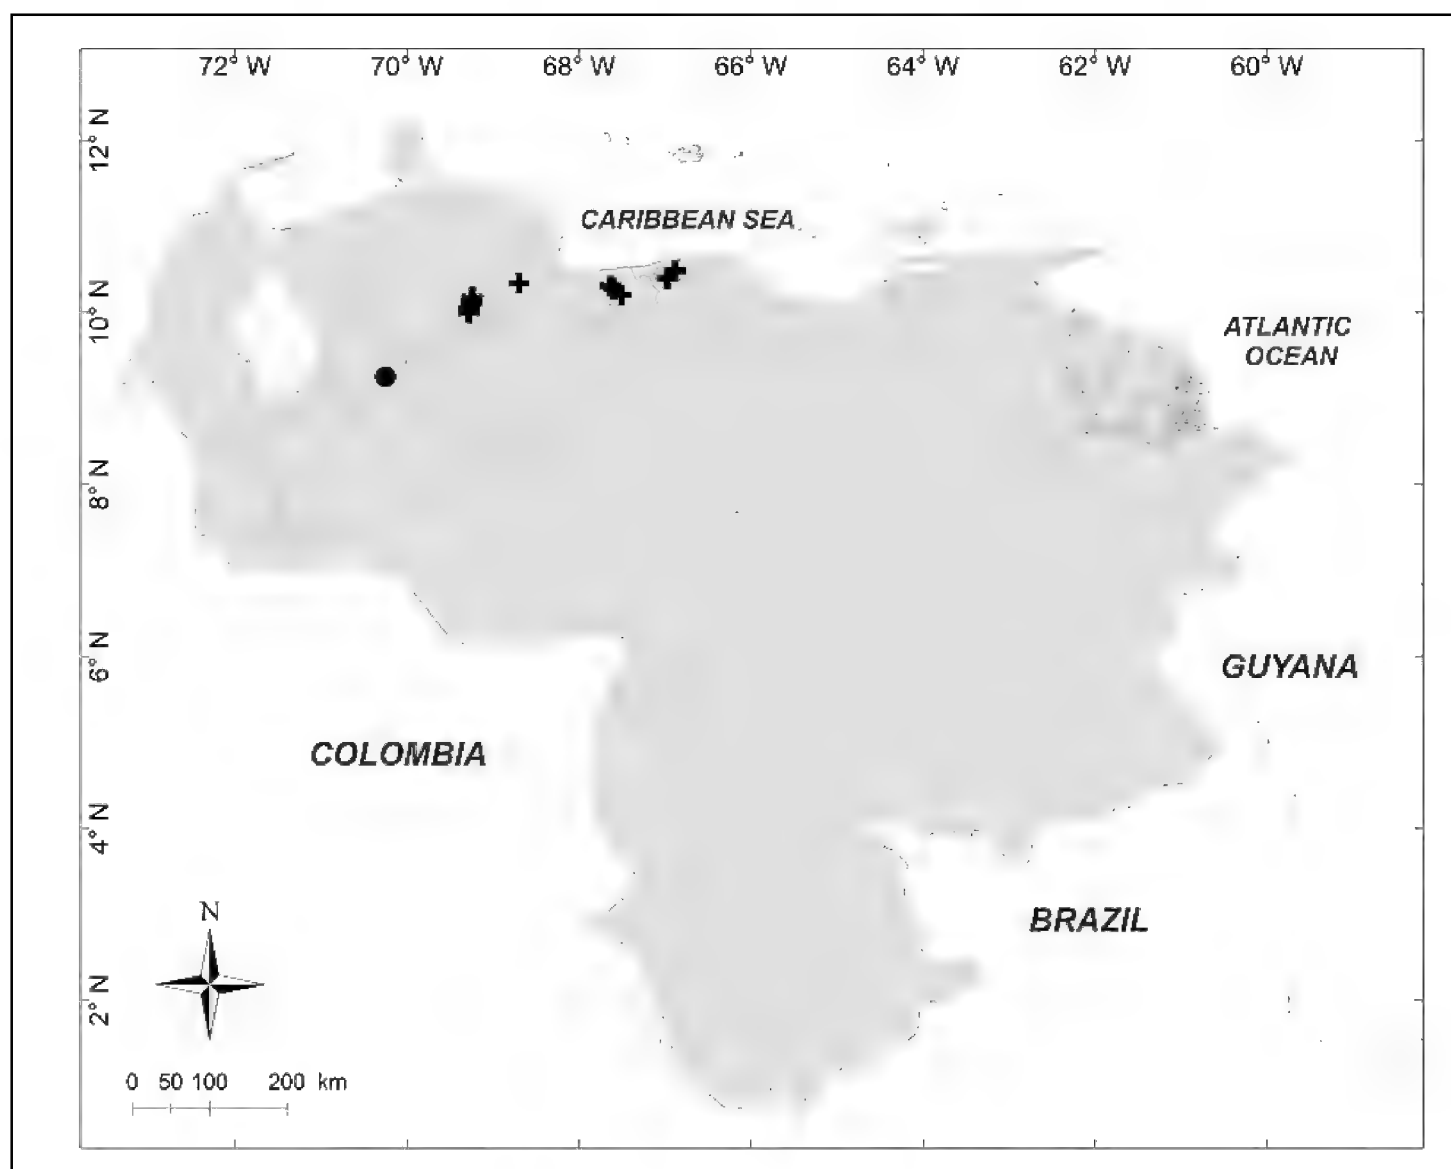 72° W 70° W 68° W 66° W 64° W 62° W 60° W
12° N
CARIBBEAN SEA
10° N
ATLANTIC
OCEAN
8° N
6° N
GUYANA
COLOMBIA
4° N
BRAZIL
N
2° N
0 50 100 200 km